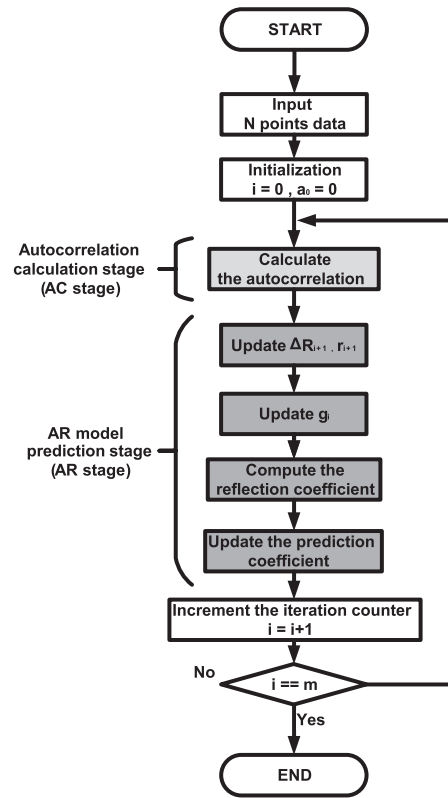 START
Input
N points data
Initialization
i = 0 , a₀ = 0
Autocorrelation
calculation stage
(AC stage)
Calculate
the autocorrelation
Update ΔRᵢ₊₁ , rᵢ₊₁
Update gᵢ
AR model
prediction stage
(AR stage)
Compute the
reflection coefficient
Update the prediction
coefficient
Increment the iteration counter
i = i+1
No
i == m
Yes
END